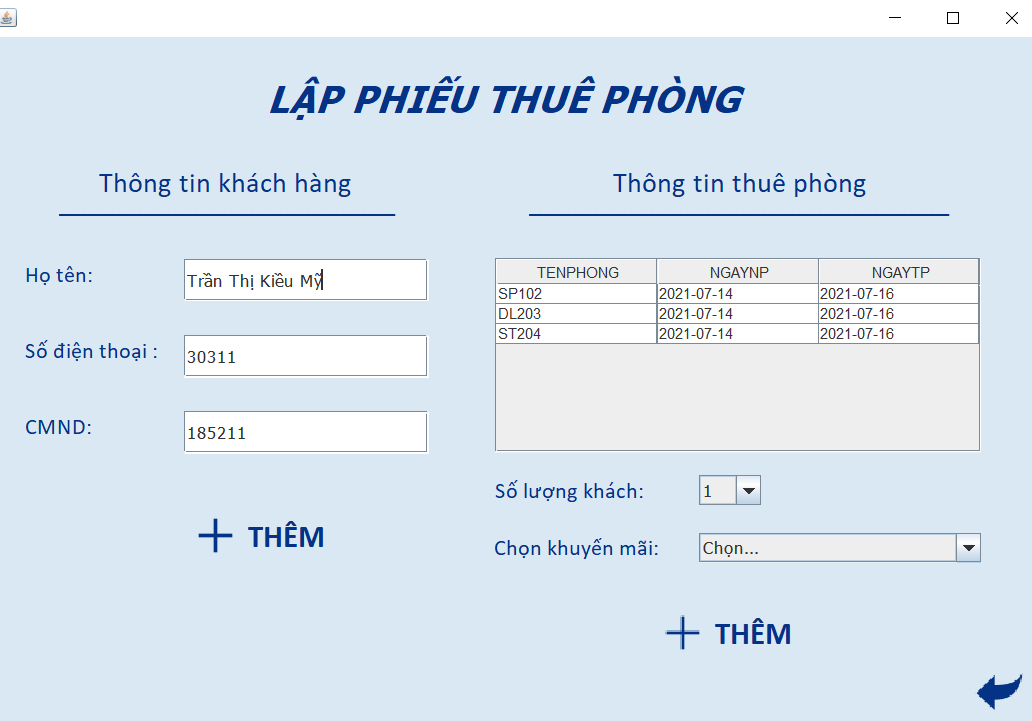 LẬP PHIẾU THUÊ PHÒNG
Thông tin khách hàng
Họ tên:
Trần Thị Kiều Mỹ
Số điện thoại :
30311
CMND:
185211
THÊM
Thông tin thuê phòng
TENPHONG NGAYNP NGAYTP
SP102 2021-07-14 2021-07-16
DL203 2021-07-14 2021-07-16
ST204 2021-07-14 2021-07-16
Số lượng khách: 1
Chọn khuyến mãi: Chọn...
THÊM